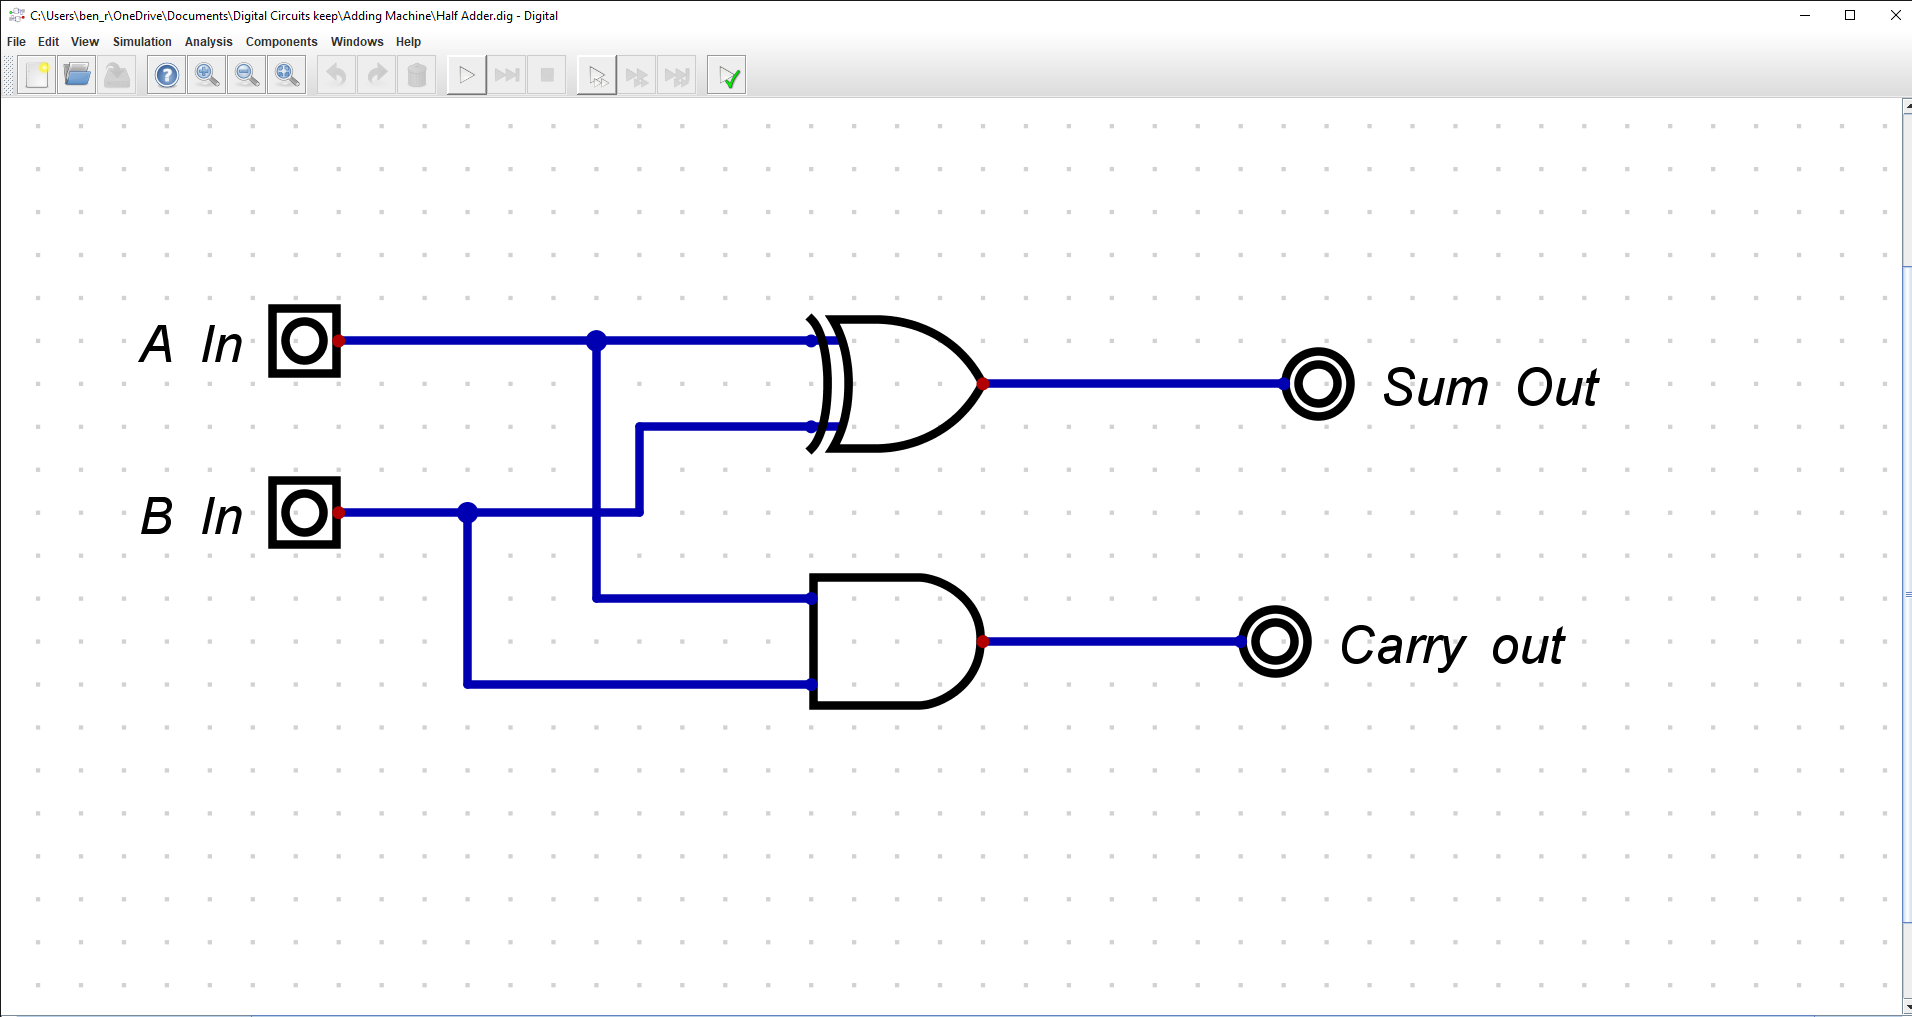 C:\Users\ben_r\OneDrive\Documents\Digital Circuits keep\Adding Machine\Half Adder.dig - Digital
File Edit View Simulation Analysis Components Windows Help
A In
Sum Out
B In
Carry out